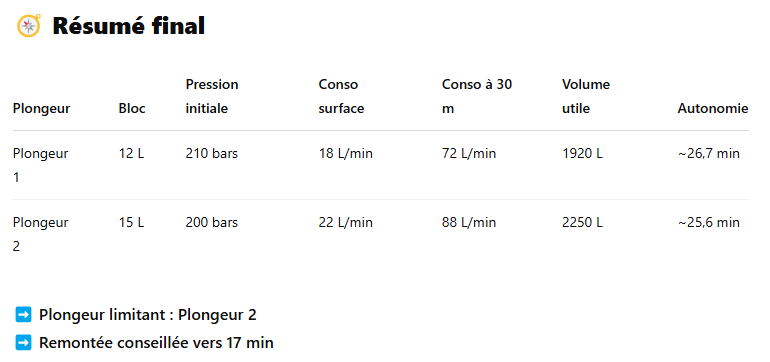 Résumé final
Plongeur Bloc Pression initiale Conso surface Conso à 30 m Volume utile Autonomie
Plongeur 1 12 L 210 bars 18 L/min 72 L/min 1920 L ~26,7 min
Plongeur 2 15 L 200 bars 22 L/min 88 L/min 2250 L ~25,6 min
Plongeur limitant : Plongeur 2
Remontée conseillée vers 17 min